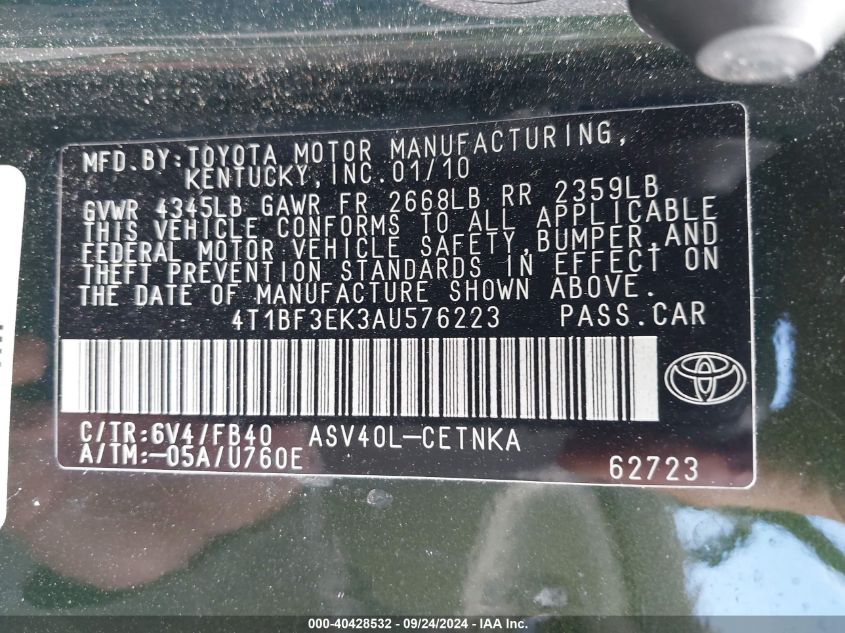 MFD.BY:TOYOTA MOTOR MANUFACTURING,
KENTUCKY,INC.01/10
GVWR 4345LB GAWR FR 2668LB RR 2359LB
THIS VEHICLE CONFORMS TO ALL APPLICABLE
FEDERAL MOTOR VEHICLE SAFETY,BUMPER,AND
THEFT PREVENTION STANDARDS IN EFFECT ON
THE DATE OF MANUFACTURE SHOWN ABOVE.
4T1BF3EK3AU576223 PASS.CAR
C/TR:6V4/FB40 ASV40L-CETNKA
A/TM:-05A/U760E
62723
000-40428532 - 09/24/2024 - IAA Inc.